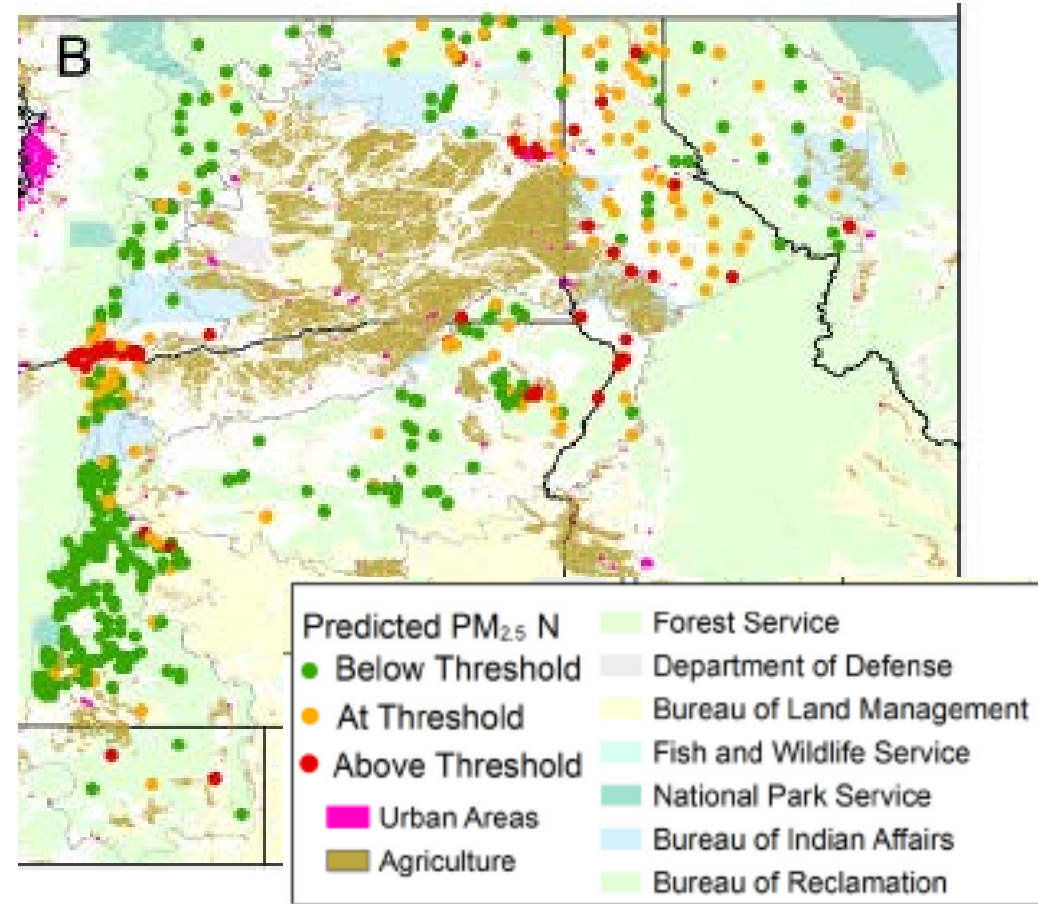 B
Predicted PM₂.₅ N
Below Threshold
At Threshold
Above Threshold
Urban Areas
Agriculture
Forest Service
Department of Defense
Bureau of Land Management
Fish and Wildlife Service
National Park Service
Bureau of Indian Affairs
Bureau of Reclamation